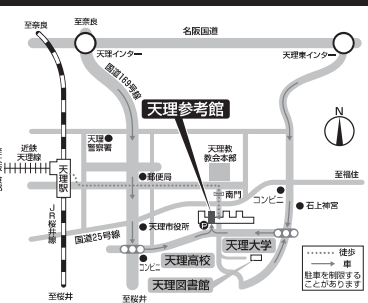 至奈良
至奈良
名阪国道
天理インター
天理東インター
国道169号線
天理参考館
N
近鉄
天理線
天理
警察署
天理教
教会本部
天理駅
郵便局
至福住
南門
コンビニ
石上神宮
JR桜井線
天理市役所
P
国道25号線
天理大学
コンビニ
天理高校
天理図書館
徒歩
車
駐車を制限する
ことがあります
至桜井
至桜井